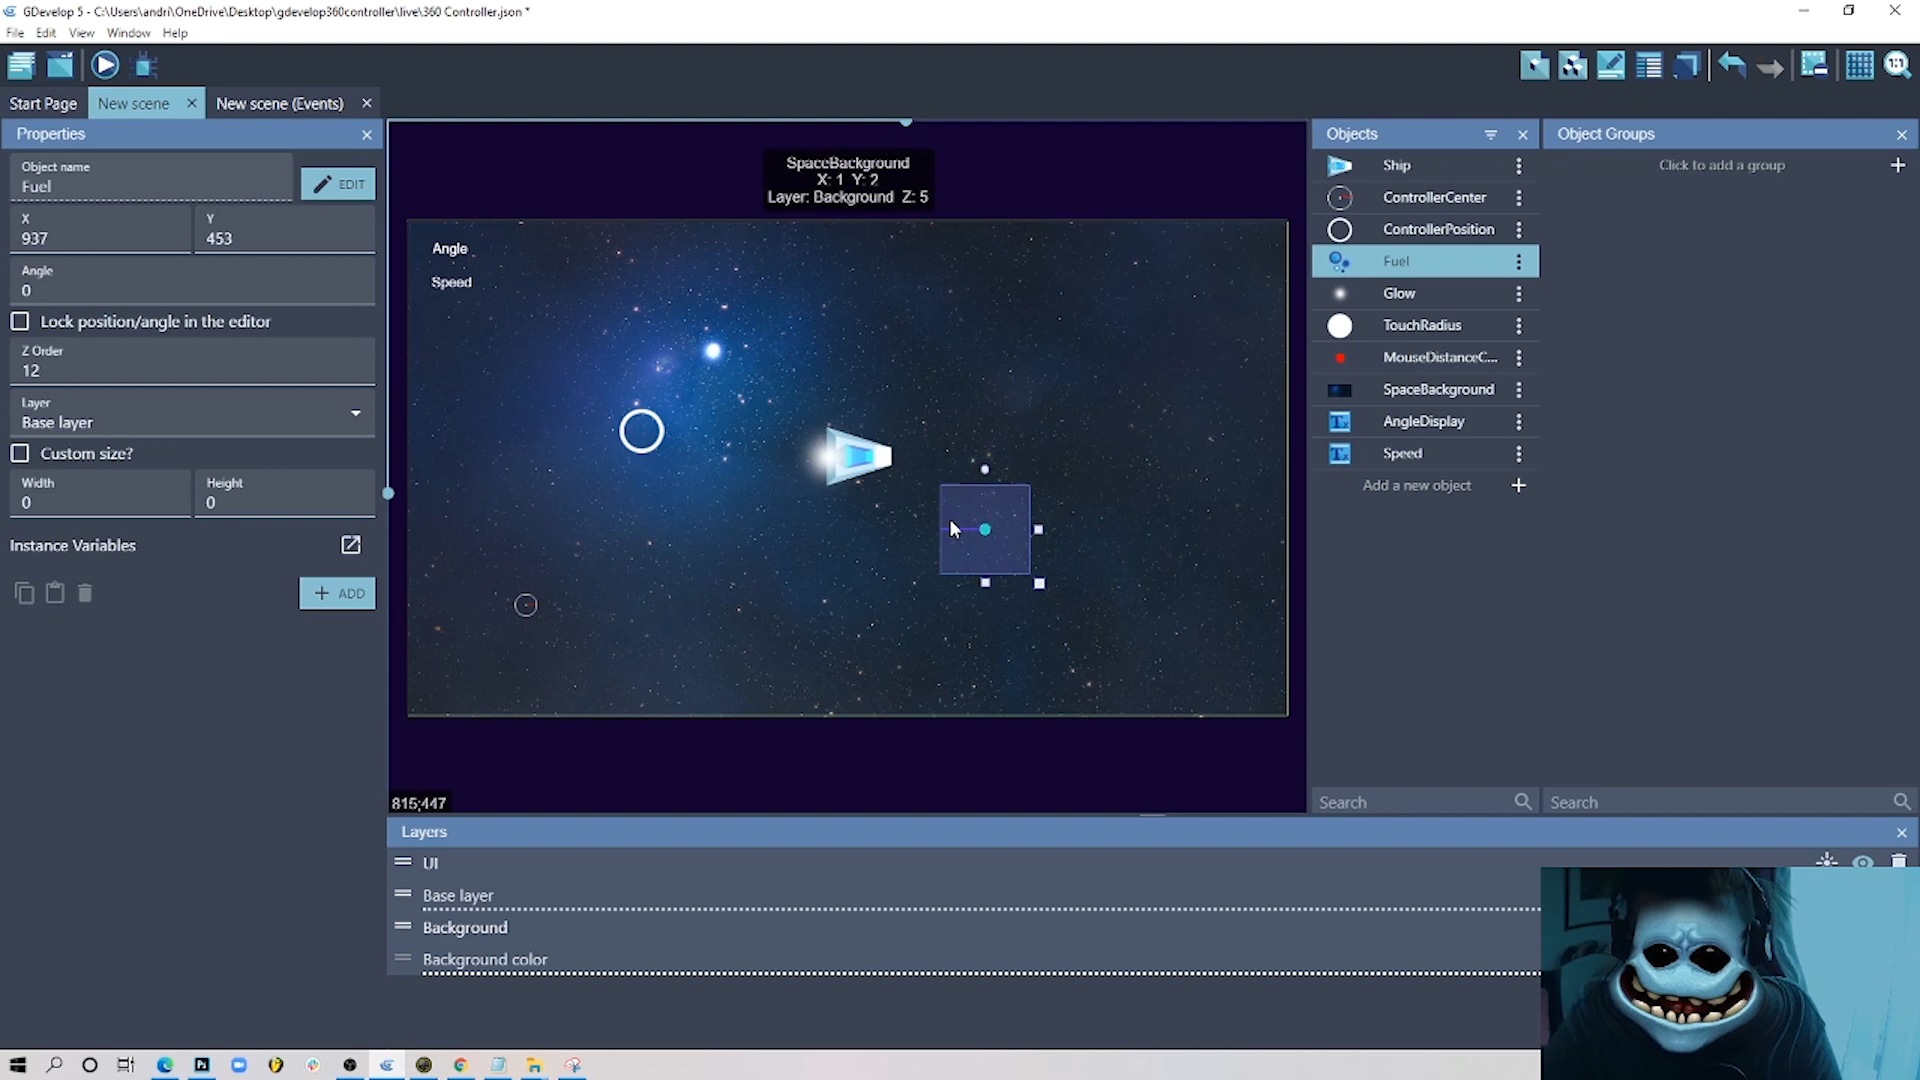 GDevelop 5 - C:\Users\andri\OneDrive\Desktop\gdevelop360controller\live\360 Controller.json *
File Edit View Window Help
1:1
Start Page New scene × New scene (Events) ×
Properties
Object name
Fuel
EDIT
X
937
Y
453
Angle
0
Lock position/angle in the editor
Z Order
12
Layer
Base layer
Custom size?
Width
0
Height
0
Instance Variables
+ ADD
SpaceBackground
X: 1 Y: 2
Layer: Background Z: 5
Angle
Speed
815;447
Objects
Ship
ControllerCenter
ControllerPosition
Fuel
Glow
TouchRadius
MouseDistanceC...
SpaceBackground
AngleDisplay
Speed
Add a new object +
Search
Object Groups
Click to add a group +
Search
Layers
UI
Base layer
Background
Background color